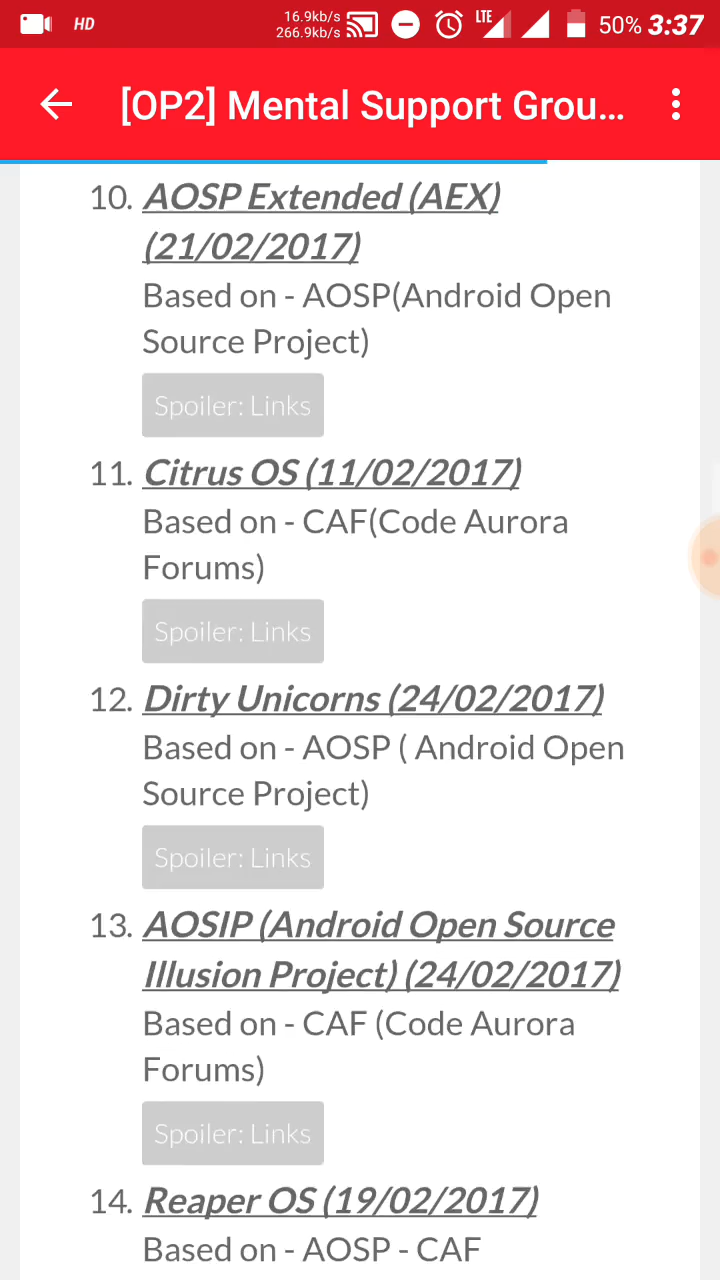 HD
16.9kb/s
266.9kb/s
LTE
50% 3:37
[OP2] Mental Support Grou...
10. AOSP Extended (AEX)
(21/02/2017)
Based on - AOSP(Android Open
Source Project)
Spoiler: Links
11. Citrus OS (11/02/2017)
Based on - CAF(Code Aurora
Forums)
Spoiler: Links
12. Dirty Unicorns (24/02/2017)
Based on - AOSP ( Android Open
Source Project)
Spoiler: Links
13. AOSIP (Android Open Source
Illusion Project) (24/02/2017)
Based on - CAF (Code Aurora
Forums)
Spoiler: Links
14. Reaper OS (19/02/2017)
Based on - AOSP - CAF